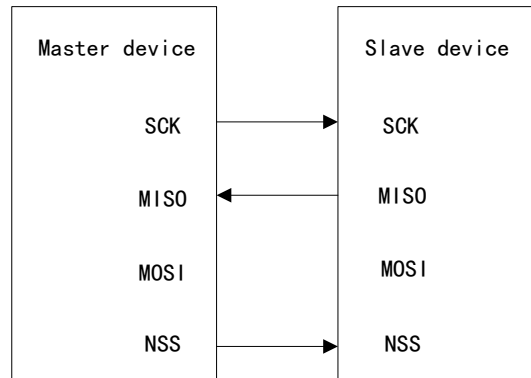 Master device
SCK
MISO
MOSI
NSS
Slave device
SCK
MISO
MOSI
NSS